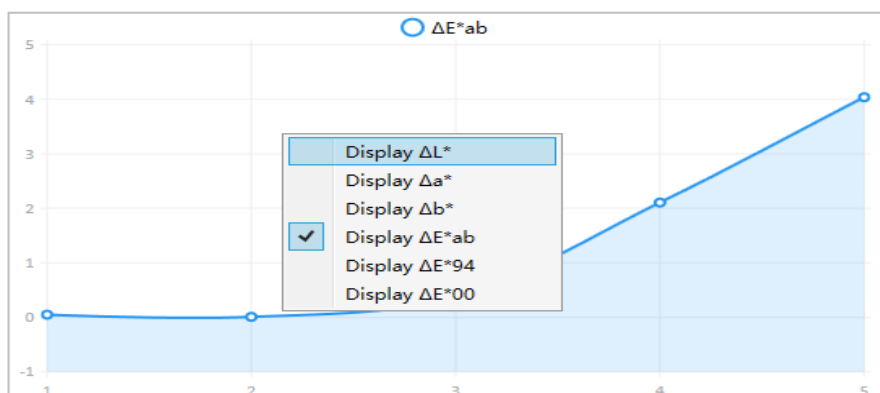 ΔE*ab
5
4
3
2
1
0
-1
Display ΔL*
Display Δa*
Display Δb*
Display ΔE*ab
Display ΔE*94
Display ΔE*00
1 2 3 4 5